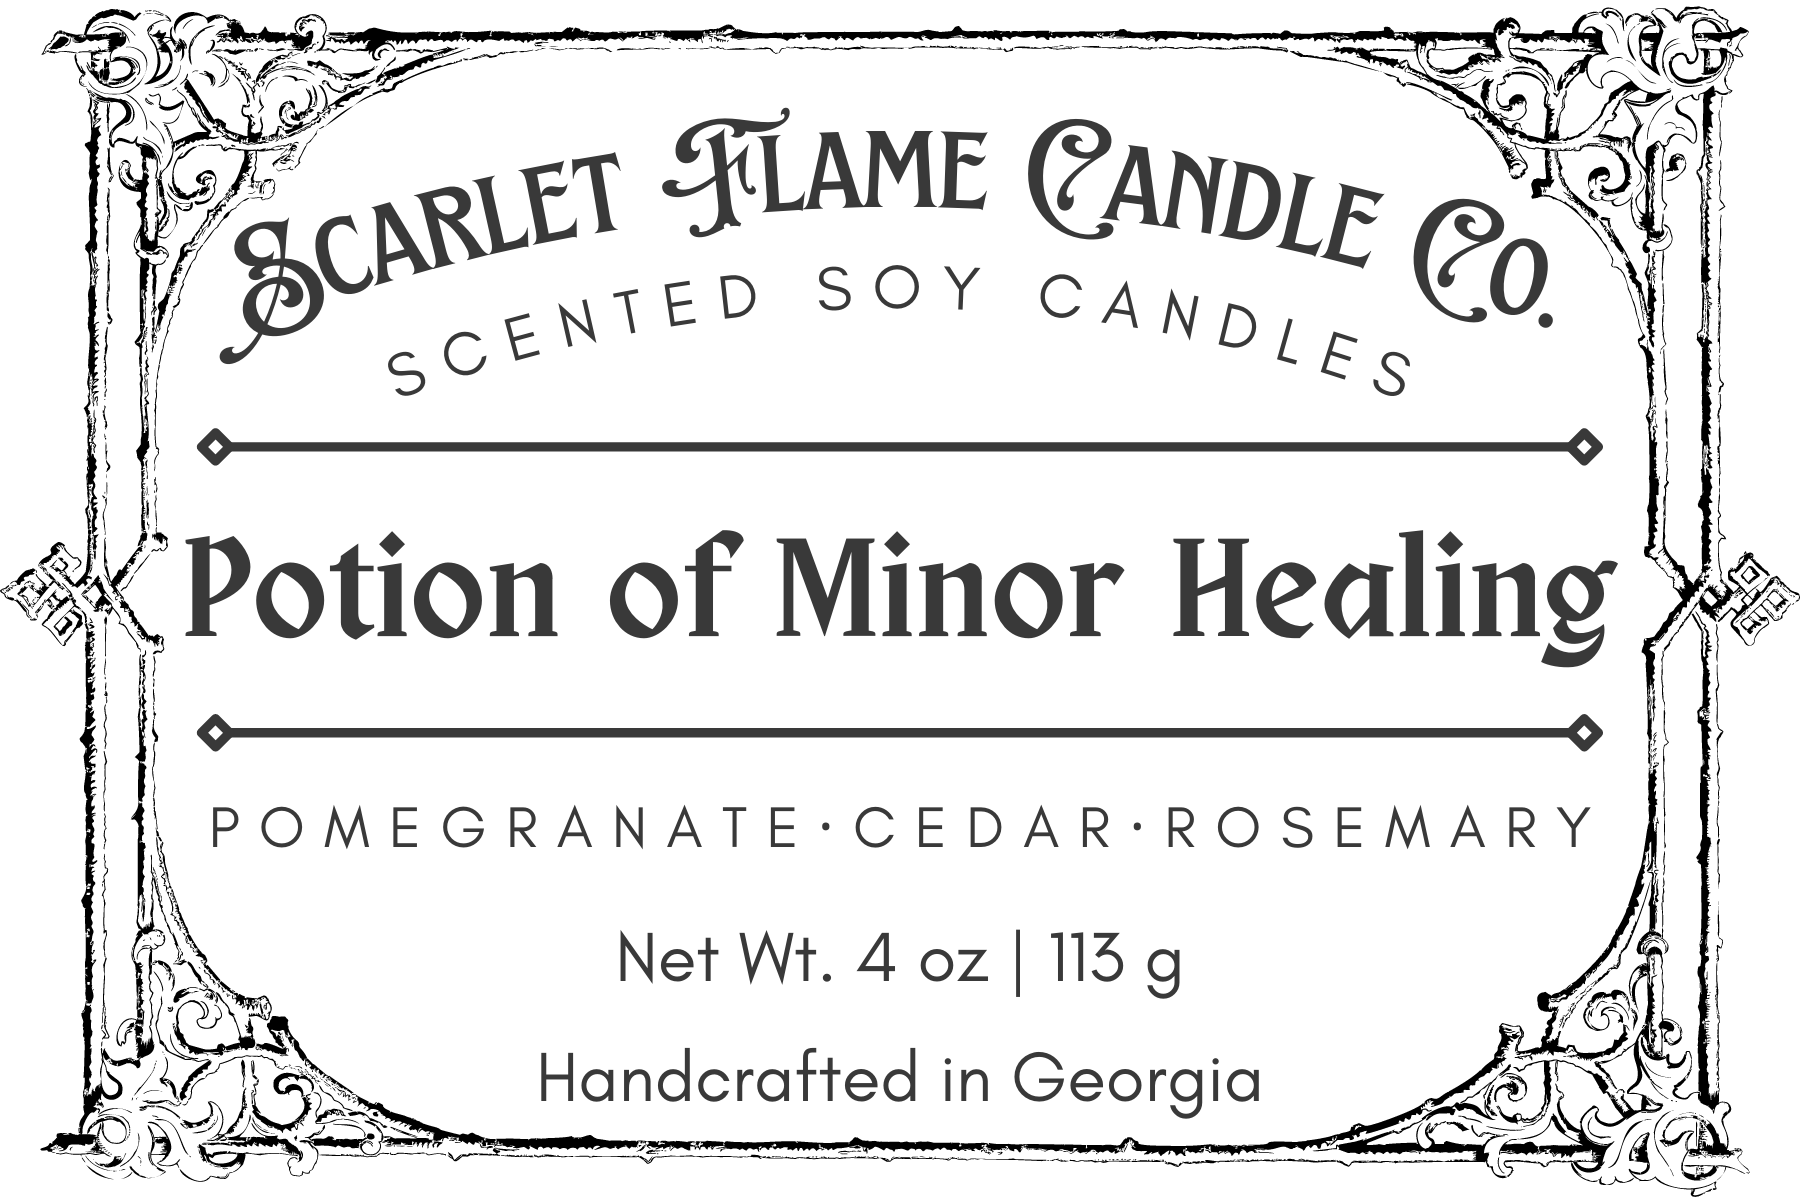 Scarlet Flame Candle Co.
SCENTED SOY CANDLES
Potion of Minor Healing
POMEGRANATE·CEDAR·ROSEMARY
Net Wt. 4 oz | 113 g
Handcrafted in Georgia